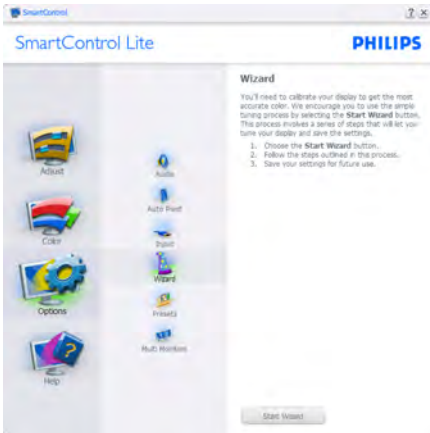 SmartControl
? ×
SmartControl Lite
PHILIPS
Adjust
Color
Options
Help
Audio
Auto Pivot
Input
Wizard
Presets
Multi Monitors
Wizard
You'll need to calibrate your display to get the most
accurate color. We encourage you to use the simple
tuning process by selecting the Start Wizard button.
This process involves a series of steps that will let you
tune your display and save the settings.
1. Choose the Start Wizard button.
2. Follow the steps outlined in this process.
3. Save your settings for future use.
Start Wizard